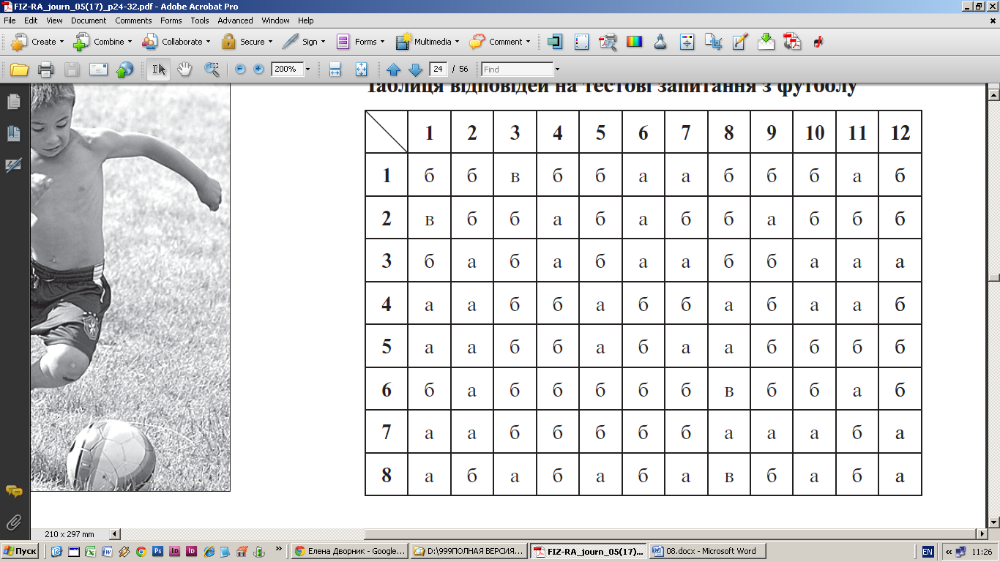 FIZ-RA_journ_05(17)_p24-32.pdf - Adobe Acrobat Pro
File Edit View Document Comments Forms Tools Advanced Window Help
Create Combine Collaborate Secure Sign Forms Multimedia Comment
200% 24 / 56 Find
Таблиця відповідей на тестові запитання з футболу
1 2 3 4 5 6 7 8 9 10 11 12
1 б б в б б а а б б б а б
2 в б б а б а б б а б б б
3 б а б а б а а б б а а а
4 а а б б а б б а б а а б
5 а а б б а б а а б б б б
6 б а б б б б б в б б а б
7 а а б б б б б а а а б а
8 а б а б а б а в б а б а
210 x 297 mm
Пуск Елена Дворник - Google... D:\999ПОЛНАЯ ВЕРСИЯ... FIZ-RA_journ_05(17)... 08.docx - Microsoft Word EN 11:26